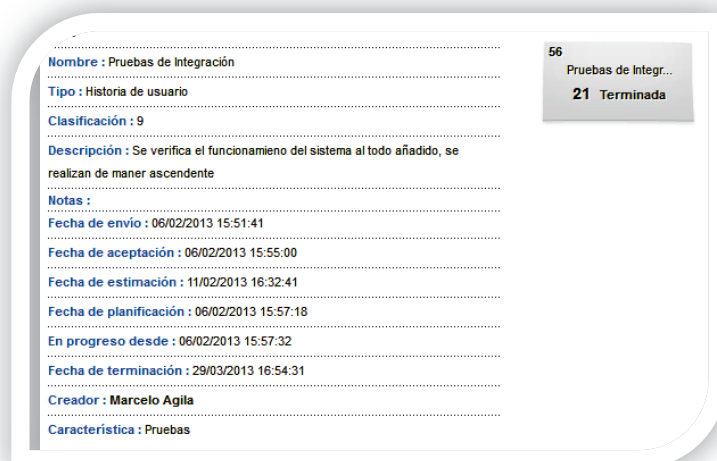 Nombre : Pruebas de Integración
Tipo : Historia de usuario
Clasificación : 9
Descripción : Se verifica el funcionamieno del sistema al todo añadido, se
realizan de maner ascendente
Notas :
Fecha de envío : 06/02/2013 15:51:41
Fecha de aceptación : 06/02/2013 15:55:00
Fecha de estimación : 11/02/2013 16:32:41
Fecha de planificación : 06/02/2013 15:57:18
En progreso desde : 06/02/2013 15:57:32
Fecha de terminación : 29/03/2013 16:54:31
Creador : Marcelo Agila
Característica : Pruebas
56
Pruebas de Integr...
21 Terminada